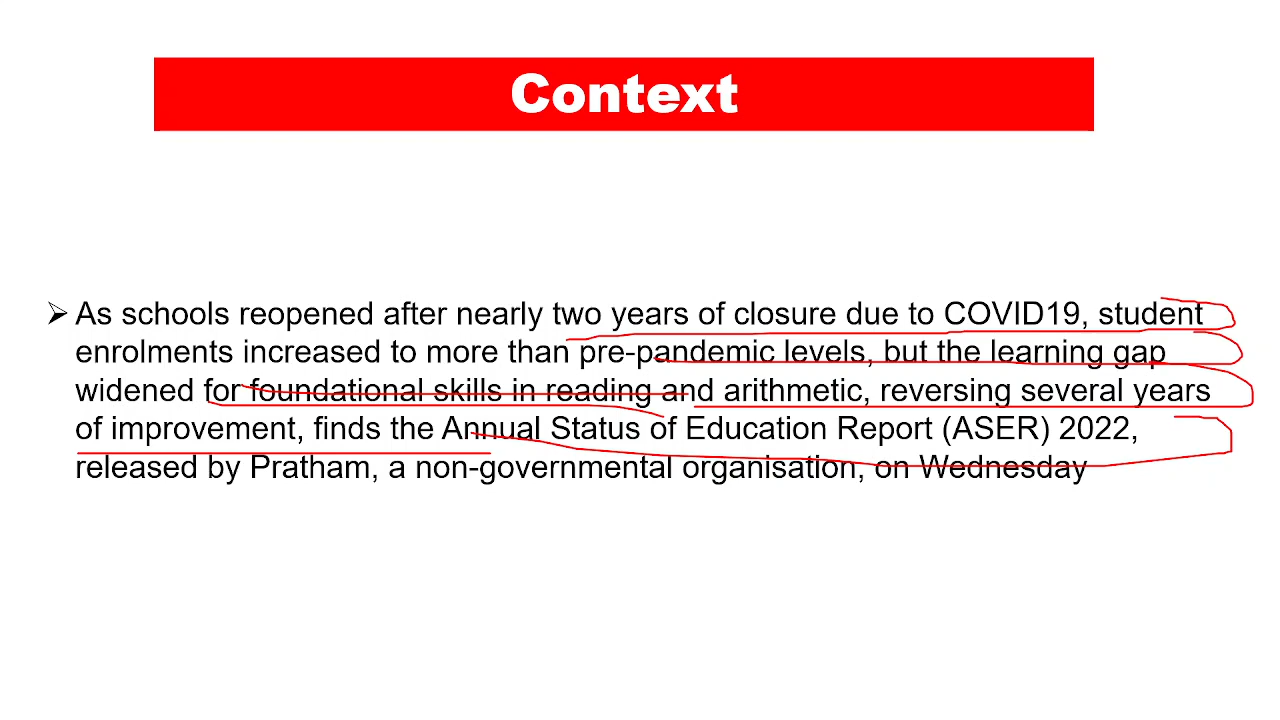 Context
➢ As schools reopened after nearly two years of closure due to COVID19, student
enrolments increased to more than pre-pandemic levels, but the learning gap
widened for foundational skills in reading and arithmetic, reversing several years
of improvement, finds the Annual Status of Education Report (ASER) 2022,
released by Pratham, a non-governmental organisation, on Wednesday